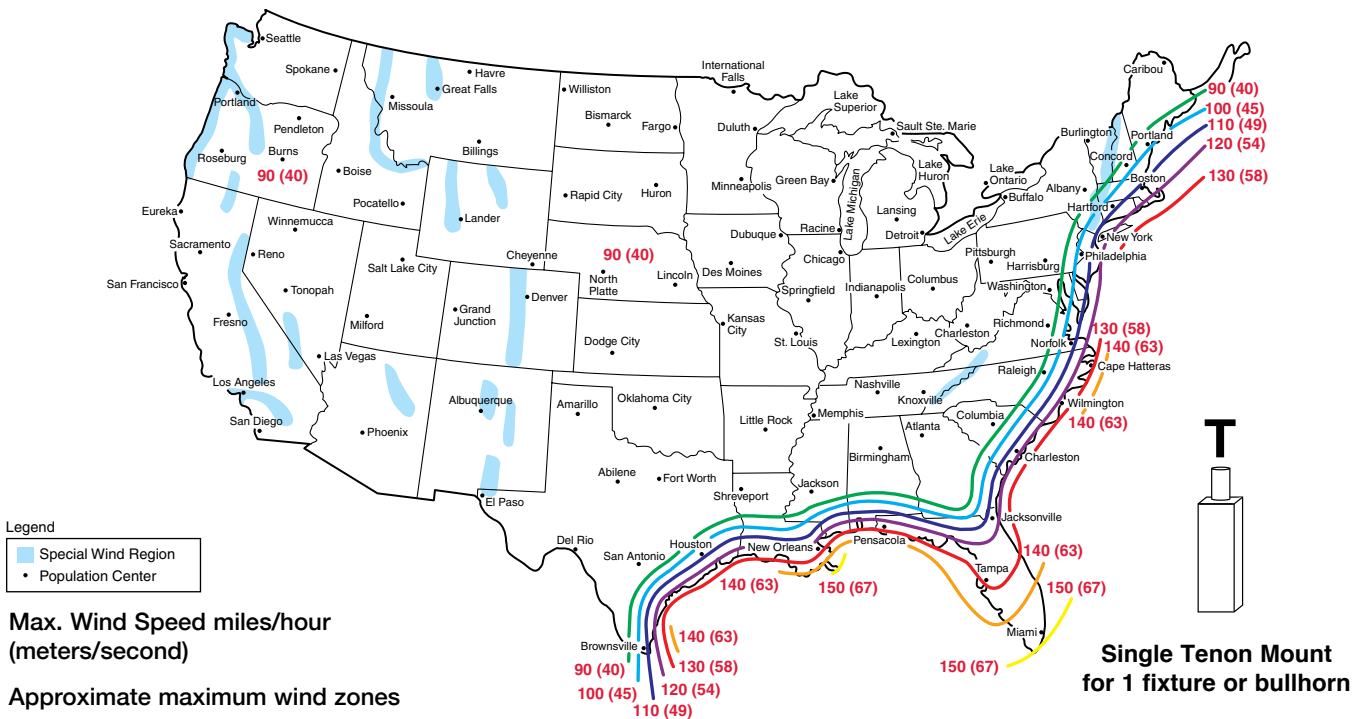 Seattle
Spokane
Portland
Pendleton
Roseburg
Burns
90 (40)
Eureka
Sacramento
San Francisco
Fresno
Los Angeles
San Diego
Winnemucca
Reno
Tonopah
Las Vegas
Boise
Pocatello
Salt Lake City
Milford
Phoenix
Missoula
Havre
Great Falls
Billings
Lander
Cheyenne
Grand
Junction
Denver
Albuquerque
El Paso
Williston
Bismarck
Fargo
Rapid City
Huron
90 (40)
North
Platte
Lincoln
Dodge City
Amarillo
Oklahoma City
Abilene
Fort Worth
Del Rio
San Antonio
Houston
Brownsville
International
Falls
Duluth
Minneapolis
Dubuque
Des Moines
Kansas
City
St. Louis
Springfield
Little Rock
Shreveport
Jackson
New Orleans
Memphis
Lake
Superior
Sault Ste. Marie
Green Bay
Lake Michigan
Lake
Huron
Racine
Chicago
Lansing
Detroit
Lake Erie
Lake
Ontario
Buffalo
Indianapolis
Columbus
Lexington
Charleston
Nashville
Knoxville
Birmingham
Atlanta
Columbia
Charleston
Pensacola
Jacksonville
Tampa
Miami
Pittsburgh
Harrisburg
Washington
Richmond
Norfolk
Raleigh
Cape Hatteras
Wilmington
Philadelphia
New York
Hartford
Albany
Boston
Concord
Burlington
Portland
Caribou
90 (40)
100 (45)
110 (49)
120 (54)
130 (58)
130 (58)
140 (63)
140 (63)
140 (63)
150 (67)
150 (67)
140 (63)
150 (67)
140 (63)
130 (58)
120 (54)
110 (49)
100 (45)
90 (40)
Legend
Special Wind Region
Population Center
Max. Wind Speed miles/hour
(meters/second)
Approximate maximum wind zones
T
Single Tenon Mount
for 1 fixture or bullhorn